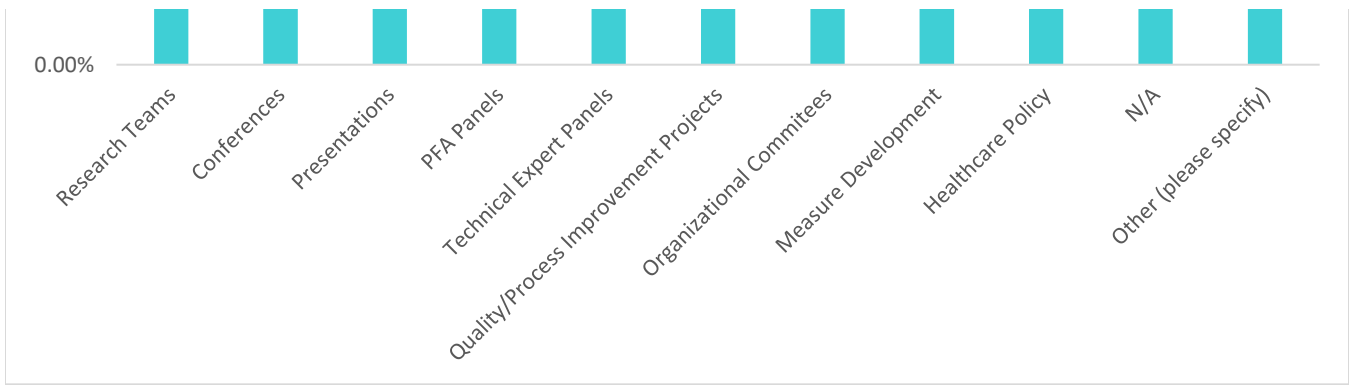 0.00%
Research Teams
Conferences
Presentations
PFA Panels
Technical Expert Panels
Quality/Process Improvement Projects
Organizational Commitees
Measure Development
Healthcare Policy
N/A
Other (please specify)